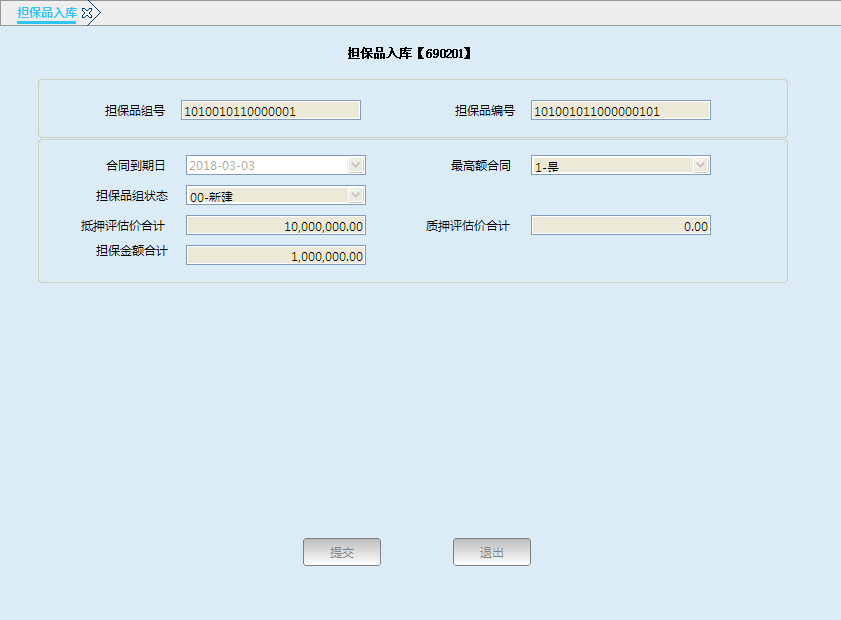 担保品入库
担保品入库【690201】
担保品组号 1010010110000001 担保品编号 101001011000000101
合同到期日 2018-03-03 最高额合同 1-是
担保品组状态 00-新建
抵押评估价合计 10,000,000.00 质押评估价合计 0.00
担保金额合计 1,000,000.00
提交 退出